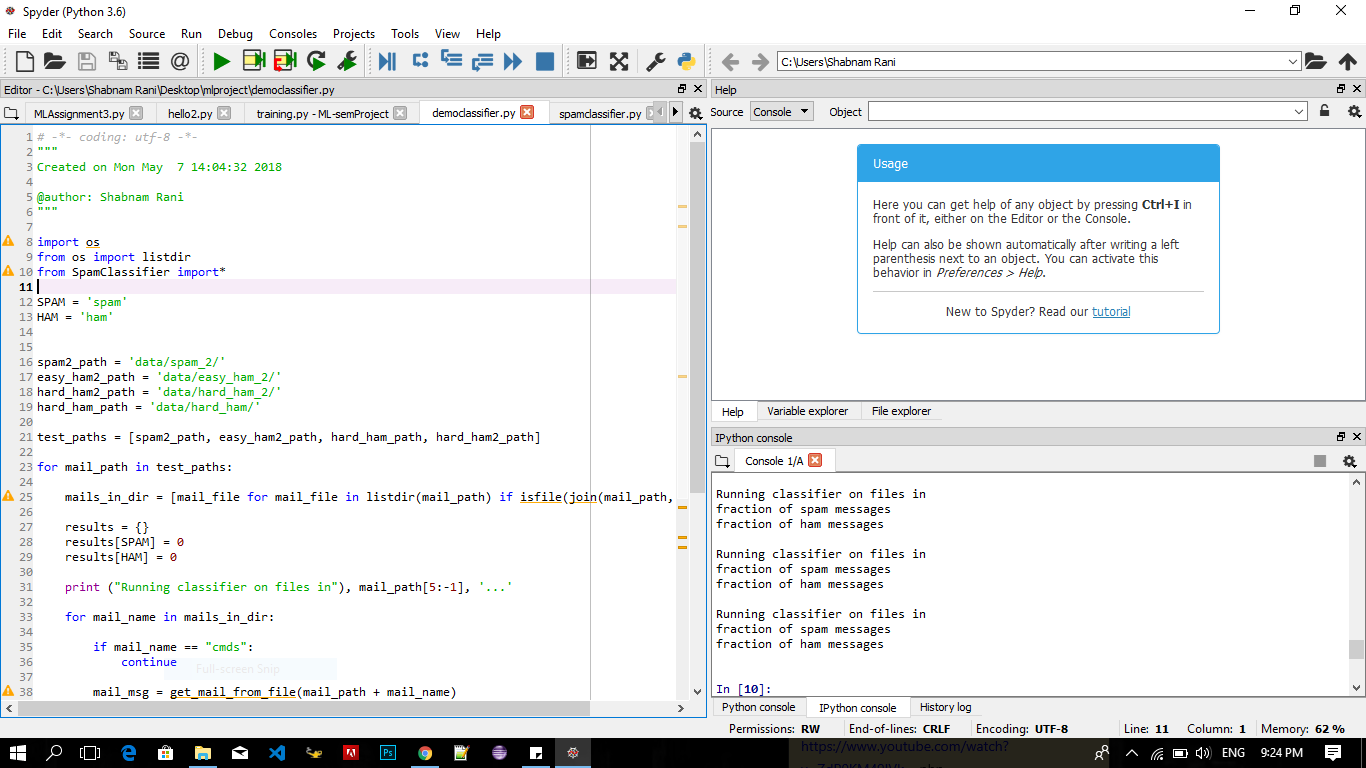 Spyder (Python 3.6)
File Edit Search Source Run Debug Consoles Projects Tools View Help
C:\Users\Shabnam Rani
Editor - C:\Users\Shabnam Rani\Desktop\mlproject\democlassifier.py
MLAssignment3.py hello2.py training.py - ML-semProject democlassifier.py spamclassifier.py
1 # -*- coding: utf-8 -*-
2 """
3 Created on Mon May  7 14:04:32 2018
4
5 @author: Shabnam Rani
6 """
7
8 import os
9 from os import listdir
10 from SpamClassifier import*
11
12 SPAM = 'spam'
13 HAM = 'ham'
14
15
16 spam2_path = 'data/spam_2/'
17 easy_ham2_path = 'data/easy_ham_2/'
18 hard_ham2_path = 'data/hard_ham_2/'
19 hard_ham_path = 'data/hard_ham/'
20
21 test_paths = [spam2_path, easy_ham2_path, hard_ham_path, hard_ham2_path]
22
23 for mail_path in test_paths:
24
25     mails_in_dir = [mail_file for mail_file in listdir(mail_path) if isfile(join(mail_path,
26
27     results = {}
28     results[SPAM] = 0
29     results[HAM] = 0
30
31     print ("Running classifier on files in"), mail_path[5:-1], '...'
32
33     for mail_name in mails_in_dir:
34
35         if mail_name == "cmds":
36             continue
Full-screen Snip
37
38         mail_msg = get_mail_from_file(mail_path + mail_name)
Help
Source Console Object
Usage
Here you can get help of any object by pressing Ctrl+I in
front of it, either on the Editor or the Console.
Help can also be shown automatically after writing a left
parenthesis next to an object. You can activate this
behavior in Preferences > Help.
New to Spyder? Read our tutorial
Help Variable explorer File explorer
IPython console
Console 1/A
Running classifier on files in
fraction of spam messages
fraction of ham messages
Running classifier on files in
fraction of spam messages
fraction of ham messages
Running classifier on files in
fraction of spam messages
fraction of ham messages
In [10]:
Python console IPython console History log
Permissions: RW End-of-lines: CRLF Encoding: UTF-8 Line: 11 Column: 1 Memory: 62 %
https://www.youtube.com/watch?
ENG 9:24 PM